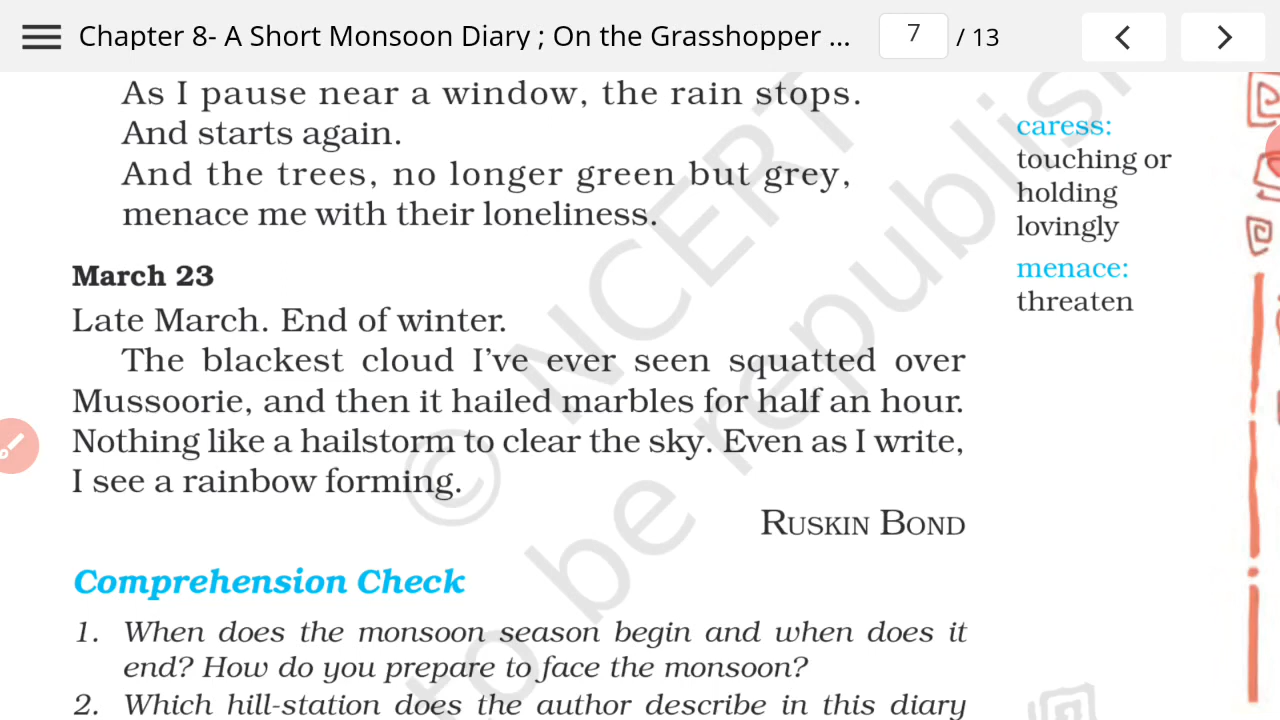 Chapter 8- A Short Monsoon Diary ; On the Grasshopper ...
7 / 13
As I pause near a window, the rain stops.
And starts again.
And the trees, no longer green but grey,
menace me with their loneliness.
caress:
touching or
holding
lovingly
menace:
threaten
March 23
Late March. End of winter.
The blackest cloud I've ever seen squatted over
Mussoorie, and then it hailed marbles for half an hour.
Nothing like a hailstorm to clear the sky. Even as I write,
I see a rainbow forming.
RUSKIN BOND
Comprehension Check
1. When does the monsoon season begin and when does it
end? How do you prepare to face the monsoon?
2. Which hill-station does the author describe in this diary
© NCERT
to be republish